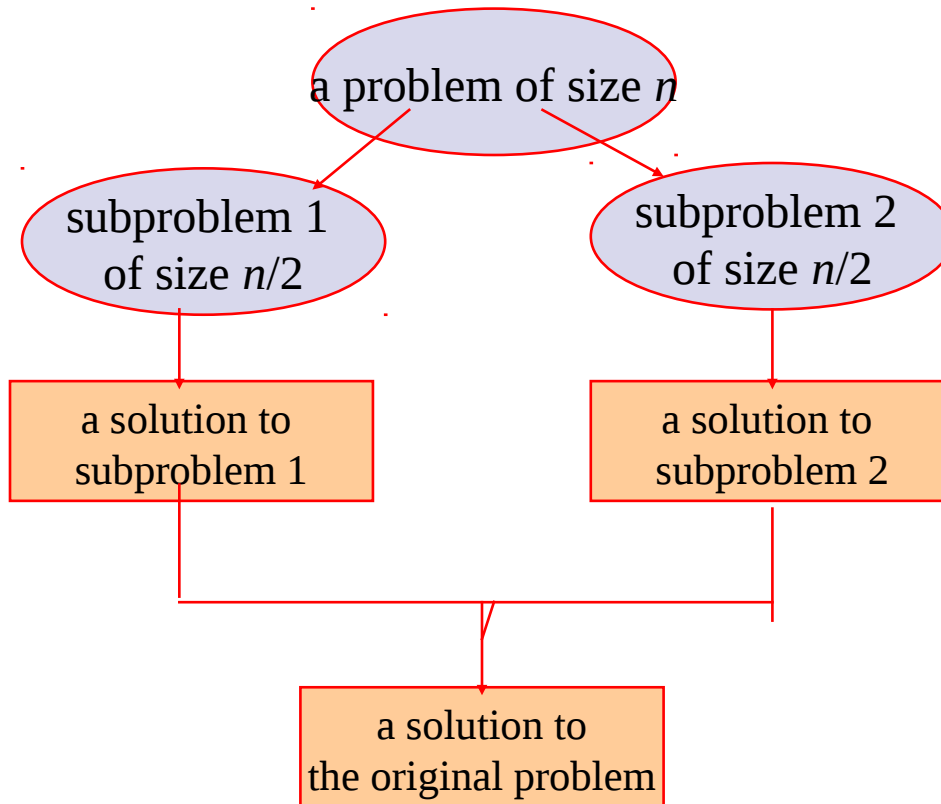 a problem of size n
subproblem 1
of size n/2
subproblem 2
of size n/2
a solution to
subproblem 1
a solution to
subproblem 2
a solution to
the original problem